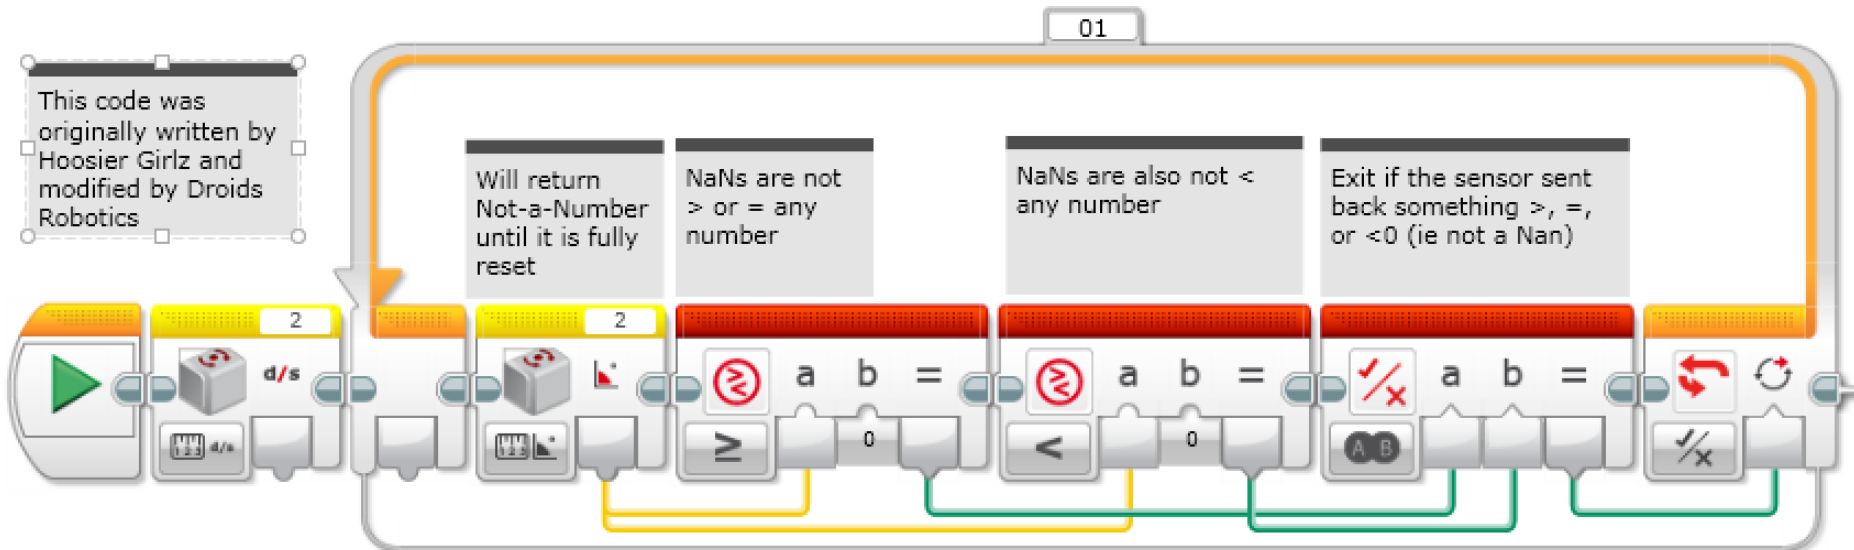 01
This code was
originally written by
Hoosier Girlz and
modified by Droids
Robotics
Will return
Not-a-Number
until it is fully
reset
NaNs are not
> or = any
number
NaNs are also not <
any number
Exit if the sensor sent
back something >, =,
or <0 (ie not a Nan)
2
d/s
123 d/s
2
123
a b =
≥ 0
a b =
< 0
a b =
A B